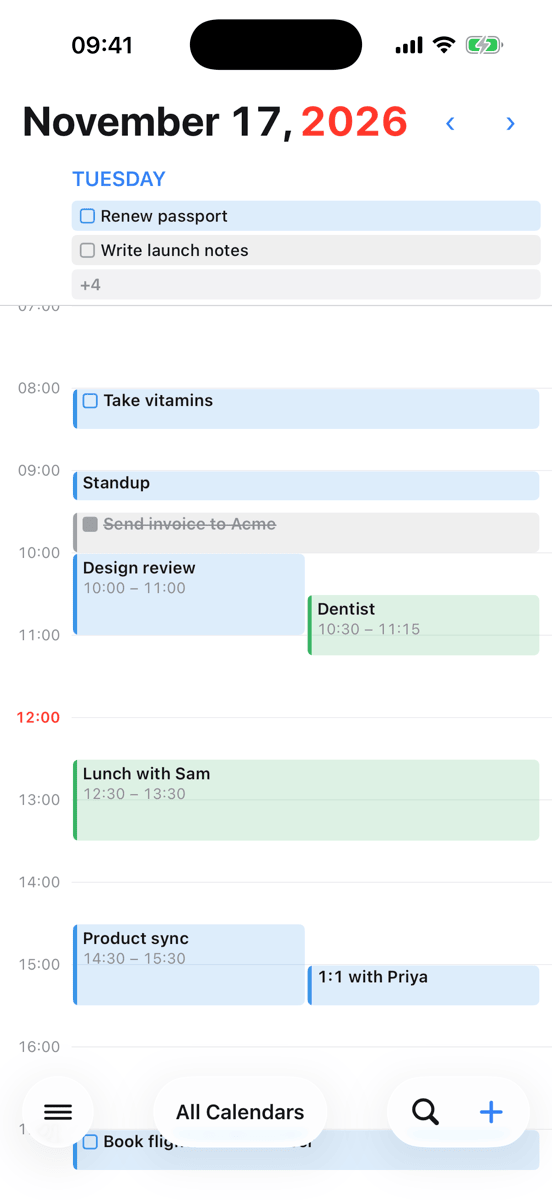 09:41
November 17, 2026
TUESDAY
Renew passport
Write launch notes
+4
07:00
08:00
Take vitamins
09:00
Standup
Send invoice to Acme
10:00
Design review
10:00 – 11:00
Dentist
10:30 – 11:15
11:00
12:00
Lunch with Sam
12:30 – 13:30
13:00
14:00
Product sync
14:30 – 15:30
15:00
1:1 with Priya
16:00
All Calendars
Book